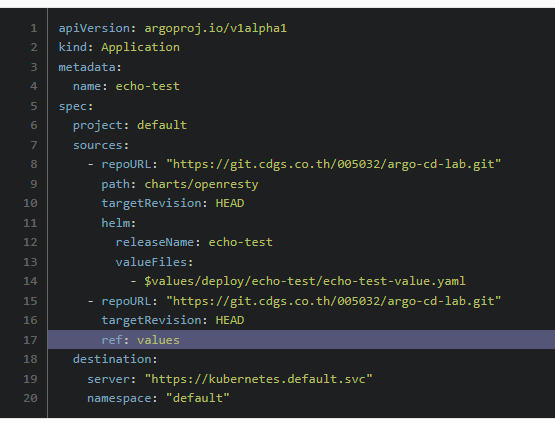 1 apiVersion: argoproj.io/v1alpha1
2 kind: Application
3 metadata:
4   name: echo-test
5 spec:
6   project: default
7   sources:
8     - repoURL: "https://git.cdgs.co.th/005032/argo-cd-lab.git"
9       path: charts/openresty
10       targetRevision: HEAD
11       helm:
12         releaseName: echo-test
13         valueFiles:
14           - $values/deploy/echo-test/echo-test-value.yaml
15     - repoURL: "https://git.cdgs.co.th/005032/argo-cd-lab.git"
16       targetRevision: HEAD
17       ref: values
18   destination:
19     server: "https://kubernetes.default.svc"
20     namespace: "default"